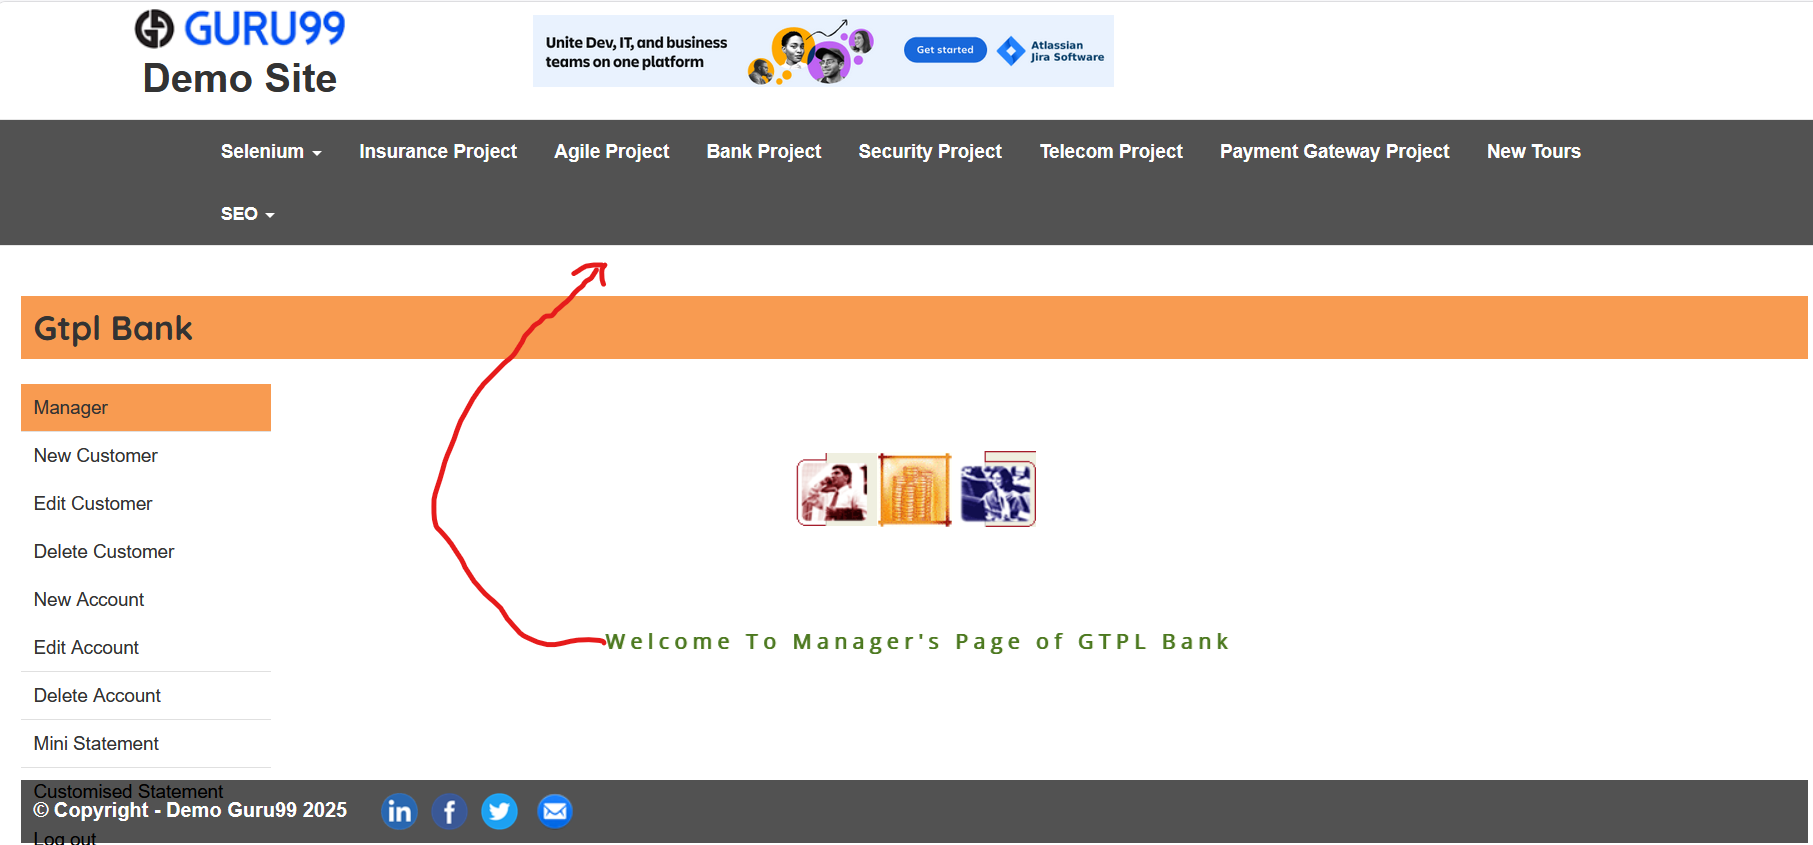 GURU99
Demo Site
Unite Dev, IT, and business
teams on one platform
Get started
Atlassian
Jira Software
Selenium
Insurance Project
Agile Project
Bank Project
Security Project
Telecom Project
Payment Gateway Project
New Tours
SEO
Gtpl Bank
Manager
New Customer
Edit Customer
Delete Customer
New Account
Edit Account
Delete Account
Mini Statement
Customised Statement
Log out
Welcome To Manager's Page of GTPL Bank
© Copyright - Demo Guru99 2025